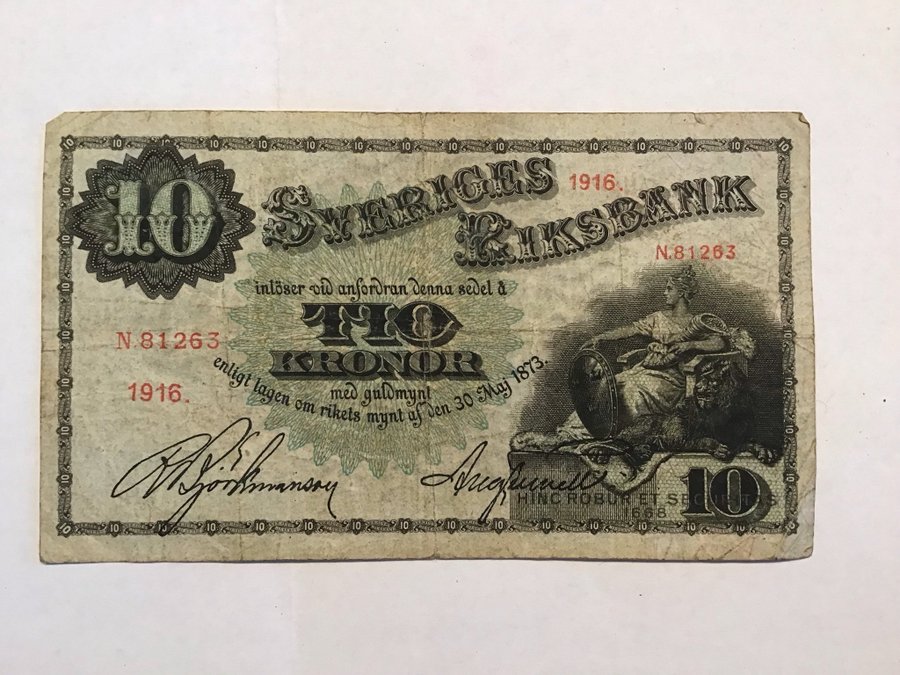 10
SVERIGES 1916.
RIKSBANK
N.81263
inlöser vid anfordran denna sedel å
TIO
KRONOR
N.81263
1916.
med guldmynt
enligt lagen om rikets mynt af den 30 Maj 1873.
HINC ROBUR ET SECURITAS
1668
10